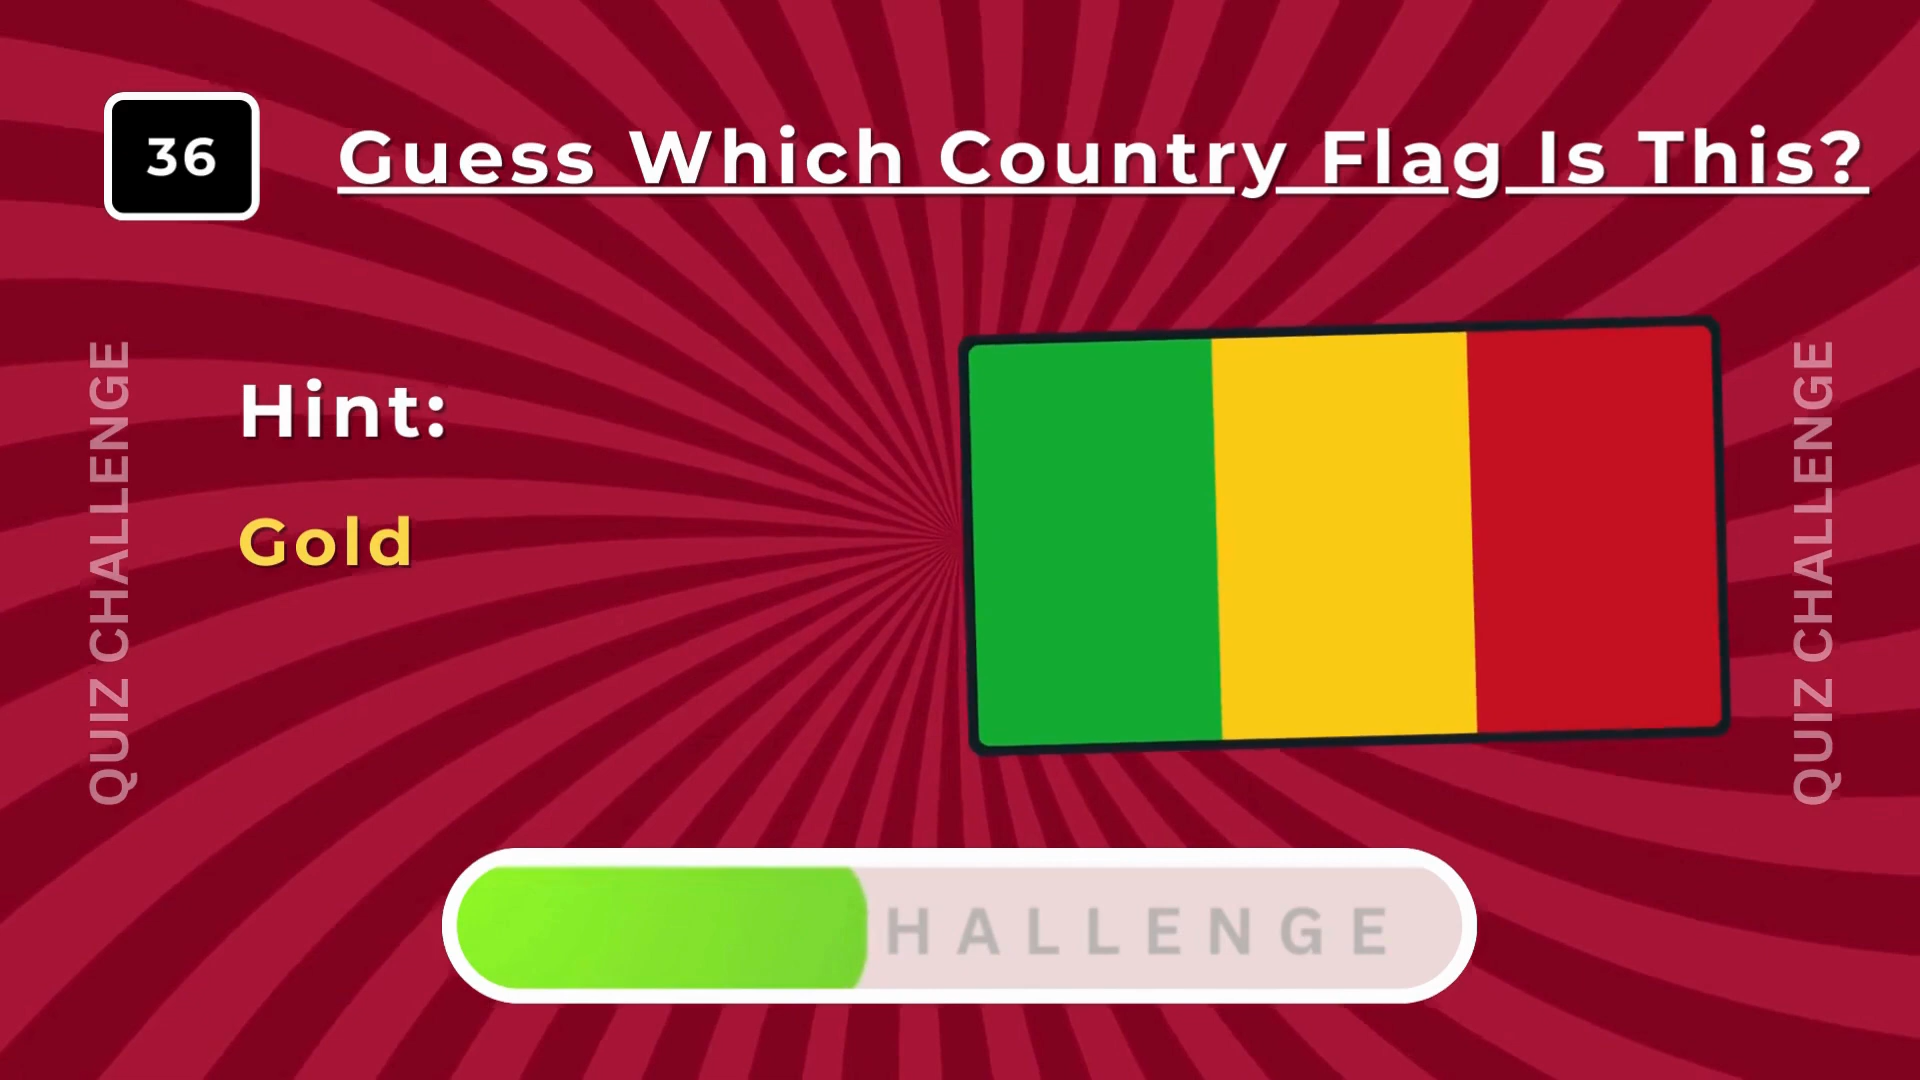 36
Guess Which Country Flag Is This?
Hint:
Gold
QUIZ CHALLENGE
QUIZ CHALLENGE
HALLENGE